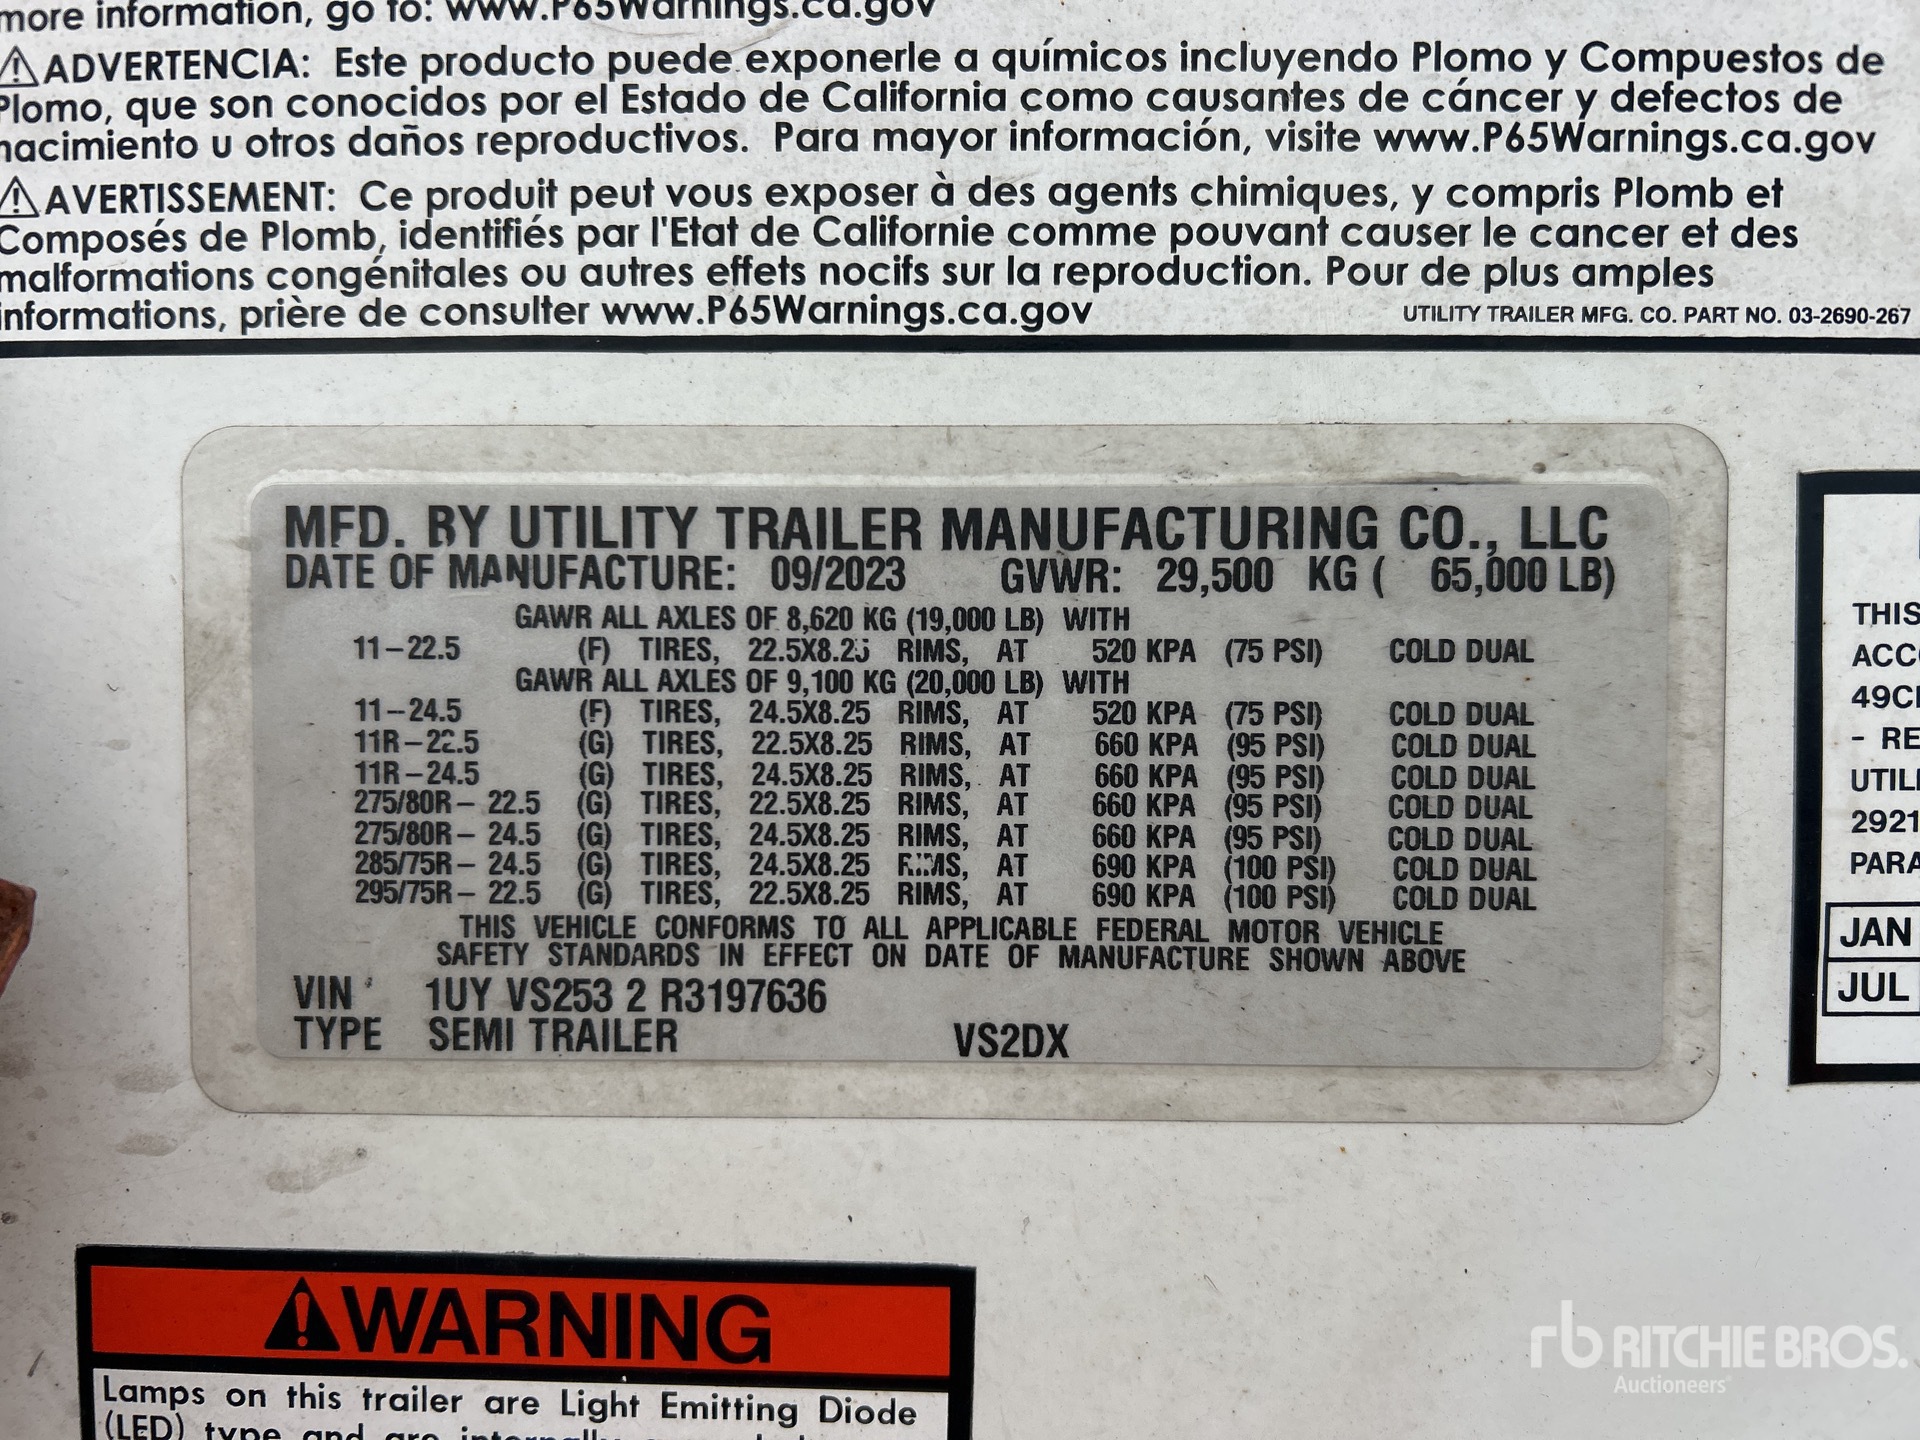 more information, go to: www.P65Warnings.ca.gov
⚠ADVERTENCIA: Este producto puede exponerle a químicos incluyendo Plomo y Compuestos de
Plomo, que son conocidos por el Estado de California como causantes de cáncer y defectos de
nacimiento u otros daños reproductivos. Para mayor información, visite www.P65Warnings.ca.gov
⚠AVERTISSEMENT: Ce produit peut vous exposer à des agents chimiques, y compris Plomb et
Composés de Plomb, identifiés par l'Etat de Californie comme pouvant causer le cancer et des
malformations congénitales ou autres effets nocifs sur la reproduction. Pour de plus amples
informations, prière de consulter www.P65Warnings.ca.gov
UTILITY TRAILER MFG. CO. PART NO. 03-2690-267
MFD. BY UTILITY TRAILER MANUFACTURING CO., LLC
DATE OF MANUFACTURE: 09/2023 GVWR: 29,500 KG ( 65,000 LB)
GAWR ALL AXLES OF 8,620 KG (19,000 LB) WITH
11-22.5 (F) TIRES, 22.5X8.25 RIMS, AT 520 KPA (75 PSI) COLD DUAL
GAWR ALL AXLES OF 9,100 KG (20,000 LB) WITH
11-24.5 (F) TIRES, 24.5X8.25 RIMS, AT 520 KPA (75 PSI) COLD DUAL
11R-22.5 (G) TIRES, 22.5X8.25 RIMS, AT 660 KPA (95 PSI) COLD DUAL
11R-24.5 (G) TIRES, 24.5X8.25 RIMS, AT 660 KPA (95 PSI) COLD DUAL
275/80R- 22.5 (G) TIRES, 22.5X8.25 RIMS, AT 660 KPA (95 PSI) COLD DUAL
275/80R- 24.5 (G) TIRES, 24.5X8.25 RIMS, AT 660 KPA (95 PSI) COLD DUAL
285/75R- 24.5 (G) TIRES, 24.5X8.25 RIMS, AT 690 KPA (100 PSI) COLD DUAL
295/75R- 22.5 (G) TIRES, 22.5X8.25 RIMS, AT 690 KPA (100 PSI) COLD DUAL
THIS VEHICLE CONFORMS TO ALL APPLICABLE FEDERAL MOTOR VEHICLE
SAFETY STANDARDS IN EFFECT ON DATE OF MANUFACTURE SHOWN ABOVE
VIN 1UY VS253 2 R3197636
TYPE SEMI TRAILER VS2DX
THIS
ACC
49C
- RE
UTIL
2921
PARA
JAN
JUL
⚠WARNING
Lamps on this trailer are Light Emitting Diode
(LED) type and are internally
rb RITCHIE BROS.
Auctioneers